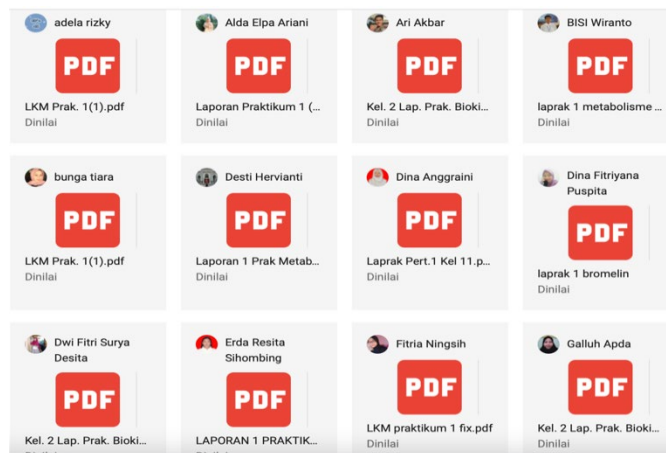 adela rizky
PDF
LKM Prak. 1(1).pdf
Dinilai
Alda Elpa Ariani
PDF
Laporan Praktikum 1 (...
Dinilai
Ari Akbar
PDF
Kel. 2 Lap. Prak. Bioki...
Dinilai
BISI Wiranto
PDF
laprak 1 metabolisme ...
Dinilai
bunga tiara
PDF
LKM Prak. 1(1).pdf
Dinilai
Desti Hervianti
PDF
Laporan 1 Prak Metab...
Dinilai
Dina Anggraini
PDF
Laprak Pert.1 Kel 11.p...
Dinilai
Dina Fitriyana
Puspita
PDF
laprak 1 bromelin
Dinilai
Dwi Fitri Surya
Desita
PDF
Kel. 2 Lap. Prak. Bioki...
Erda Resita
Sihombing
PDF
LAPORAN 1 PRAKTIK...
Fitria Ningsih
PDF
LKM praktikum 1 fix.pdf
Dinilai
Galluh Apda
PDF
Kel. 2 Lap. Prak. Bioki...
Dinilai